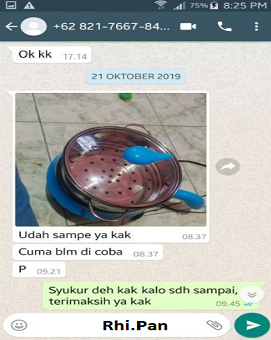 75% 8:25 PM
+62 821-7667-84...
Ok kk 17.14
21 OKTOBER 2019
Udah sampe ya kak 08.37
Cuma blm di coba 08.37
P 09.21
Syukur deh kak kalo sdh sampai,
terimaksih ya kak 09.45
Rhi.Pan